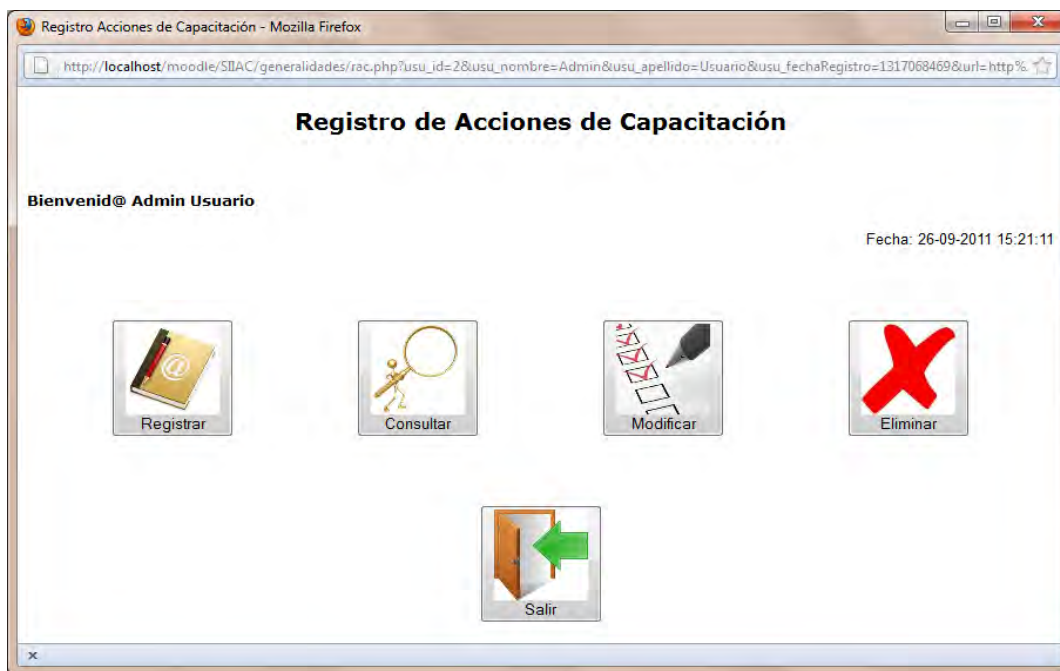 Registro Acciones de Capacitación - Mozilla Firefox
http://localhost/moodle/SIIAC/generalidades/rac.php?usu_id=2&usu_nombre=Admin&usu_apellido=Usuario&usu_fechaRegistro=1317068469&url=http%.
Registro de Acciones de Capacitación
Bienvenid@ Admin Usuario
Fecha: 26-09-2011 15:21:11
@
Registrar
Consultar
Modificar
Eliminar
Salir
x